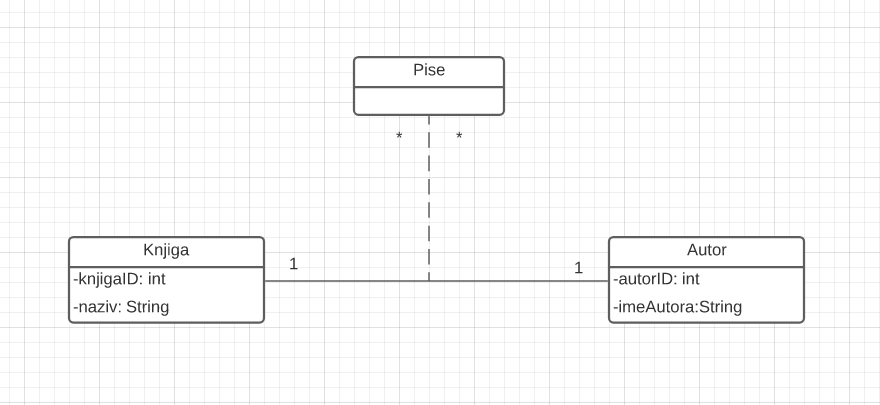 Pise
* *
Knjiga
-knjigaID: int
-naziv: String
1
1
Autor
-autorID: int
-imeAutora:String